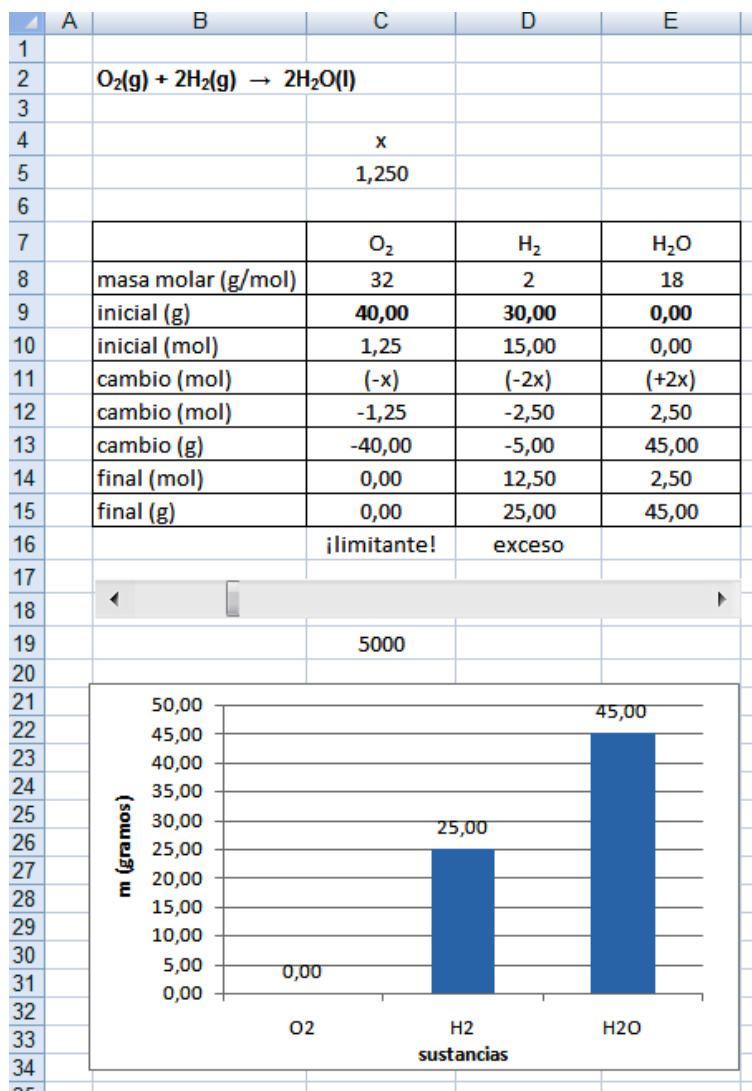 A B C D E
1
2 O₂(g) + 2H₂(g) → 2H₂O(l)
3
4 x
5 1,250
6
7 O₂ H₂ H₂O
8 masa molar (g/mol) 32 2 18
9 inicial (g) 40,00 30,00 0,00
10 inicial (mol) 1,25 15,00 0,00
11 cambio (mol) (-x) (-2x) (+2x)
12 cambio (mol) -1,25 -2,50 2,50
13 cambio (g) -40,00 -5,00 45,00
14 final (mol) 0,00 12,50 2,50
15 final (g) 0,00 25,00 45,00
16 ¡limitante! exceso
17
18
19 5000
20
21 50,00
22 45,00 45,00
23 40,00
24 35,00
25 30,00
26 25,00 25,00
27 20,00
28 15,00
29 10,00
30 5,00 0,00
31 0,00
32
33 O2 H2 H2O
34 sustancias
m (gramos)